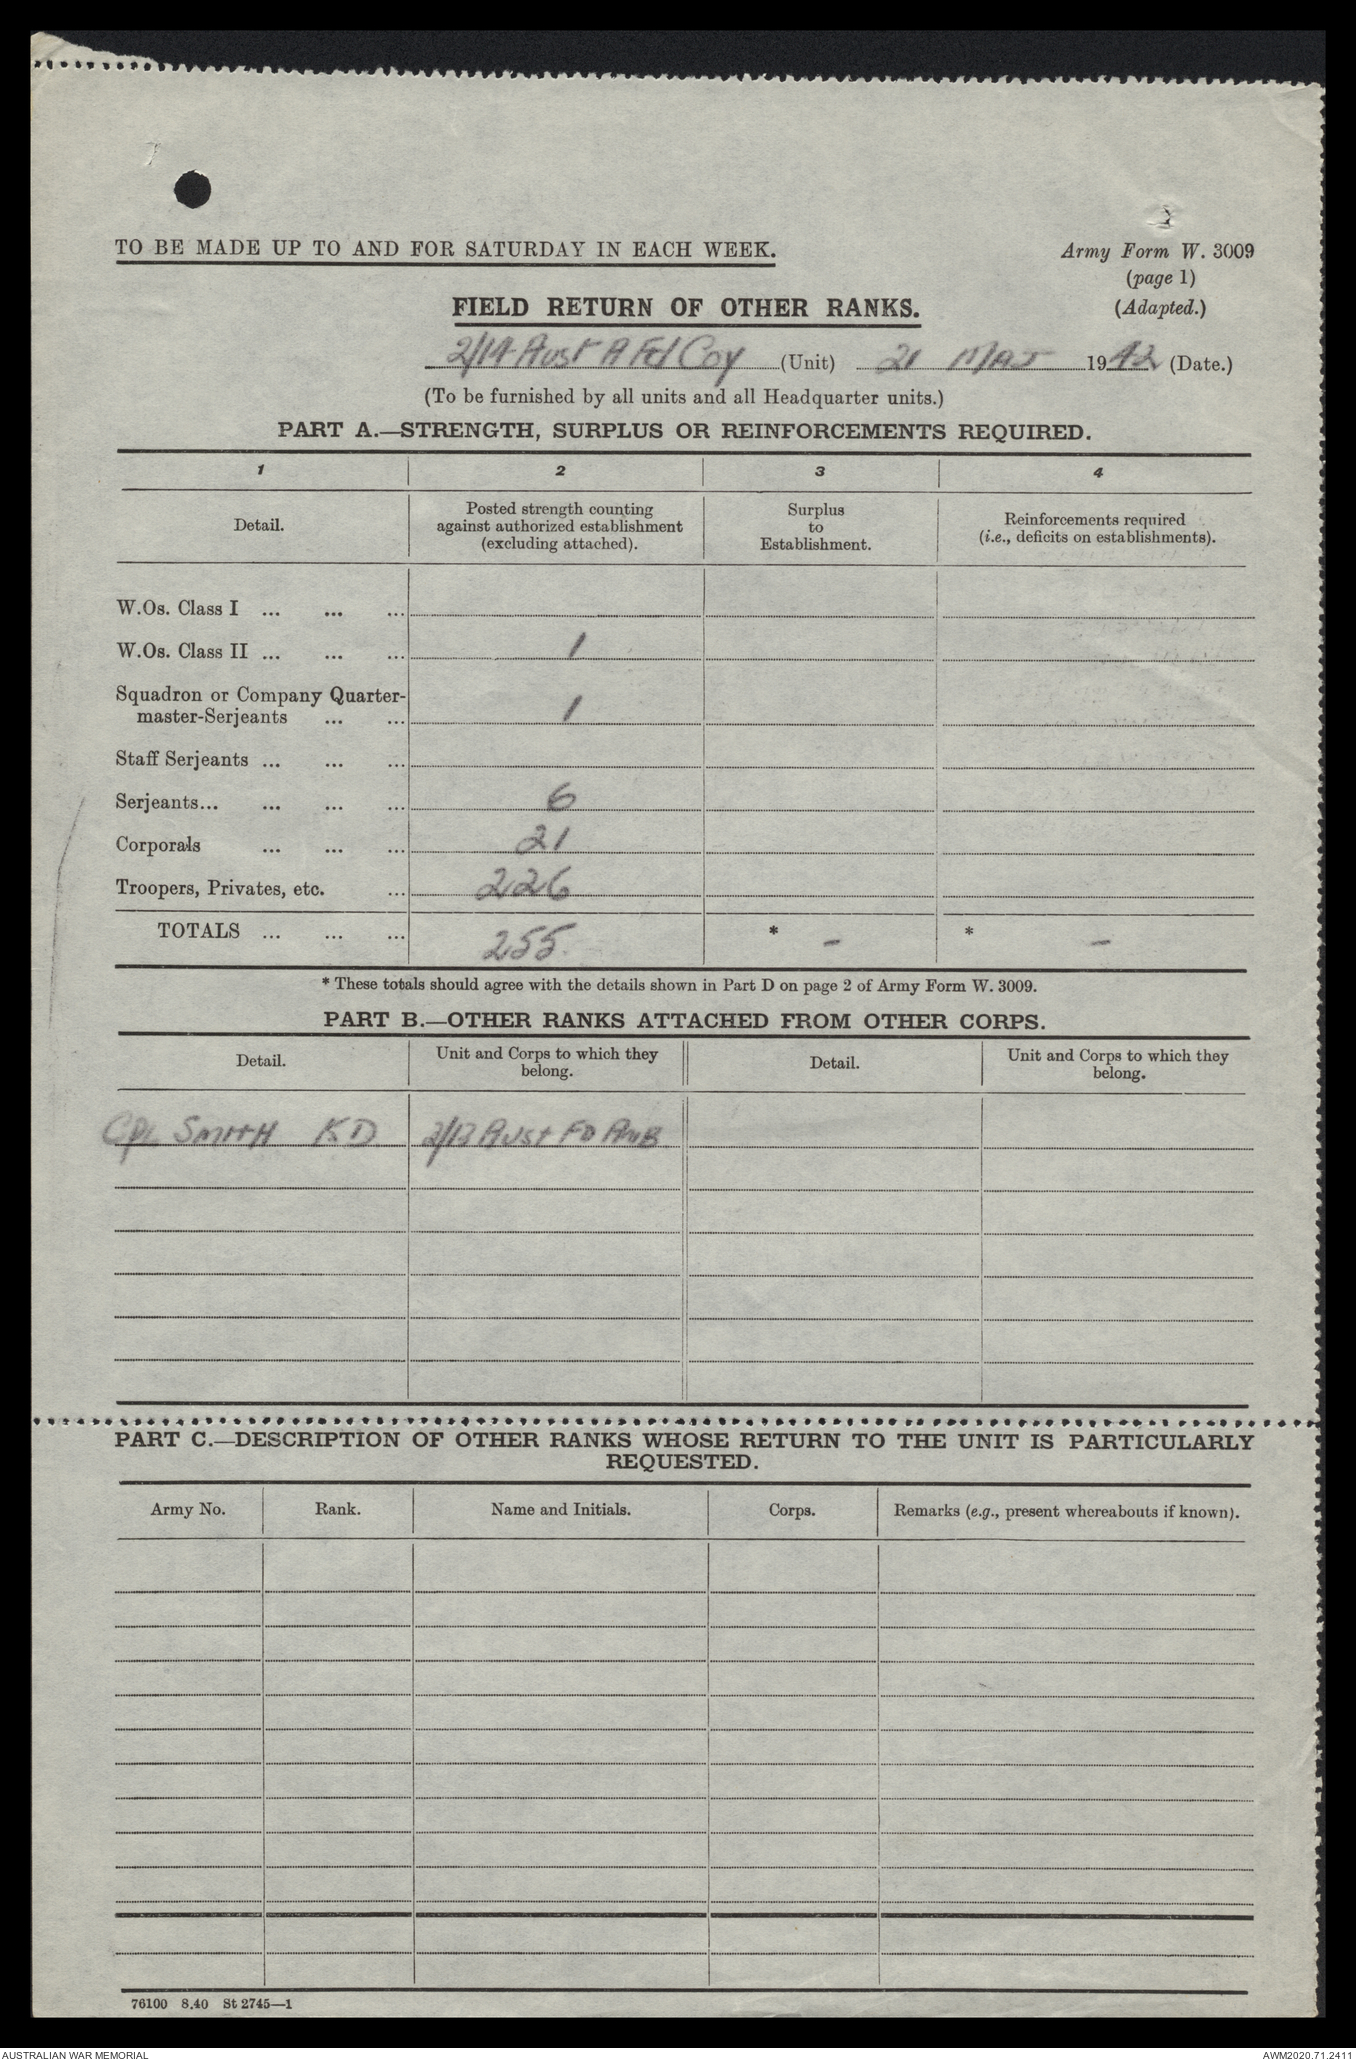 TO BE MADE UP TO AND FOR SATURDAY IN EACH WEEK.
Army Form W. 3009
(page 1)
(Adapted.)
FIELD RETURN OF OTHER RANKS.
2/14 Aust A Fd Coy (Unit) 21 Mar 1942 (Date.)
(To be furnished by all units and all Headquarter units.)
PART A.—STRENGTH, SURPLUS OR REINFORCEMENTS REQUIRED.
1 2 3 4
Detail. Posted strength counting against authorized establishment (excluding attached). Surplus to Establishment. Reinforcements required (i.e., deficits on establishments).
W.Os. Class I ... ... ...
W.Os. Class II ... ... ... 1
Squadron or Company Quarter-
master-Serjeants ... ... 1
Staff Serjeants ... ... ...
Serjeants... ... ... ... 6
Corporals ... ... ... 21
Troopers, Privates, etc. ... 226
TOTALS ... ... ... 255. * – * –
* These totals should agree with the details shown in Part D on page 2 of Army Form W. 3009.
PART B.—OTHER RANKS ATTACHED FROM OTHER CORPS.
Detail. Unit and Corps to which they belong. Detail. Unit and Corps to which they belong.
Cpl SMITH K D 2/13 AUST FD AMB
PART C.—DESCRIPTION OF OTHER RANKS WHOSE RETURN TO THE UNIT IS PARTICULARLY
REQUESTED.
Army No. Rank. Name and Initials. Corps. Remarks (e.g., present whereabouts if known).
76100 8.40 St 2745—1
AUSTRALIAN WAR MEMORIAL AWM2020.71.2411